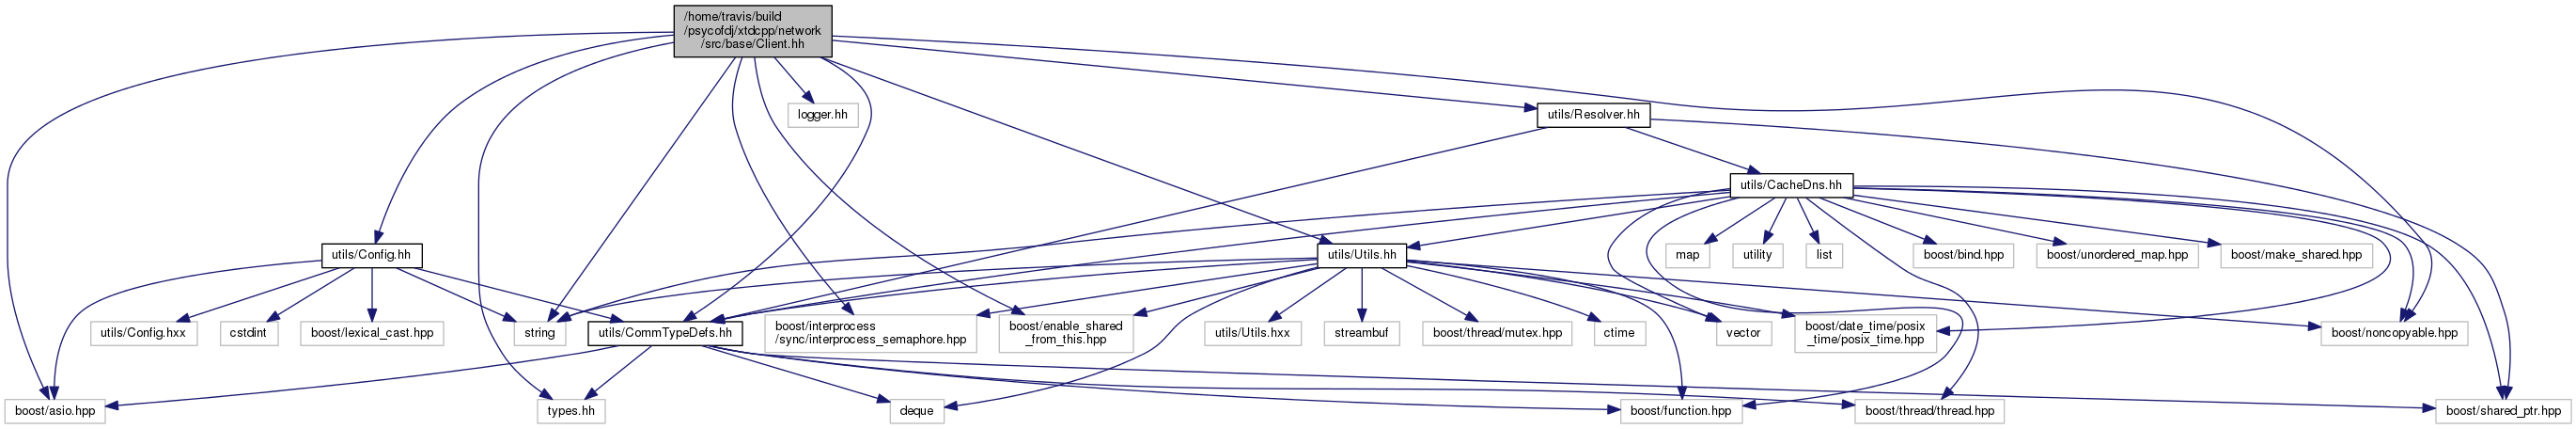 /home/travis/build
/psycofdj/xtdcpp/network
/src/base/Client.hh
logger.hh
utils/Resolver.hh
utils/CacheDns.hh
utils/Config.hh
utils/Utils.hh
map
utility
list
boost/bind.hpp
boost/unordered_map.hpp
boost/make_shared.hpp
utils/Config.hxx
cstdint
boost/lexical_cast.hpp
string
utils/CommTypeDefs.hh
boost/interprocess
/sync/interprocess_semaphore.hpp
boost/enable_shared
_from_this.hpp
utils/Utils.hxx
streambuf
boost/thread/mutex.hpp
ctime
vector
boost/date_time/posix
_time/posix_time.hpp
boost/noncopyable.hpp
boost/asio.hpp
types.hh
deque
boost/function.hpp
boost/thread/thread.hpp
boost/shared_ptr.hpp